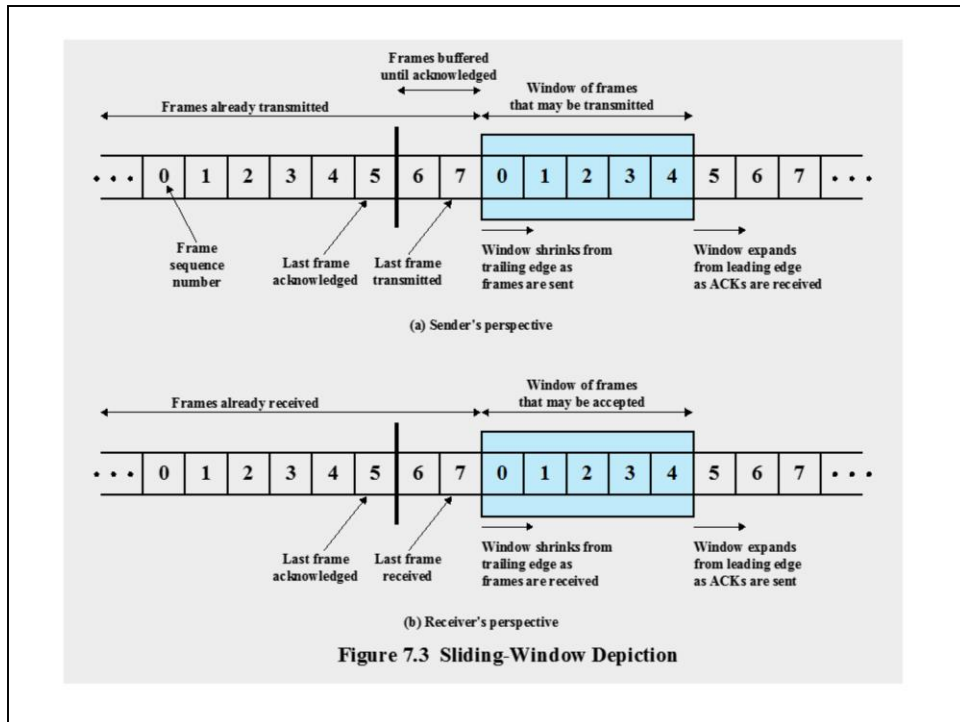 Frames buffered
until acknowledged
Window of frames
that may be transmitted
Frames already transmitted
• • • 0 1 2 3 4 5 6 7 0 1 2 3 4 5 6 7 • • •
Frame
sequence
number
Last frame
acknowledged
Last frame
transmitted
Window shrinks from
trailing edge as
frames are sent
Window expands
from leading edge
as ACKs are received
(a) Sender's perspective
Window of frames
that may be accepted
Frames already received
• • • 0 1 2 3 4 5 6 7 0 1 2 3 4 5 6 7 • • •
Last frame
acknowledged
Last frame
received
Window shrinks from
trailing edge as
frames are received
Window expands
from leading edge
as ACKs are sent
(b) Receiver's perspective
Figure 7.3 Sliding-Window Depiction